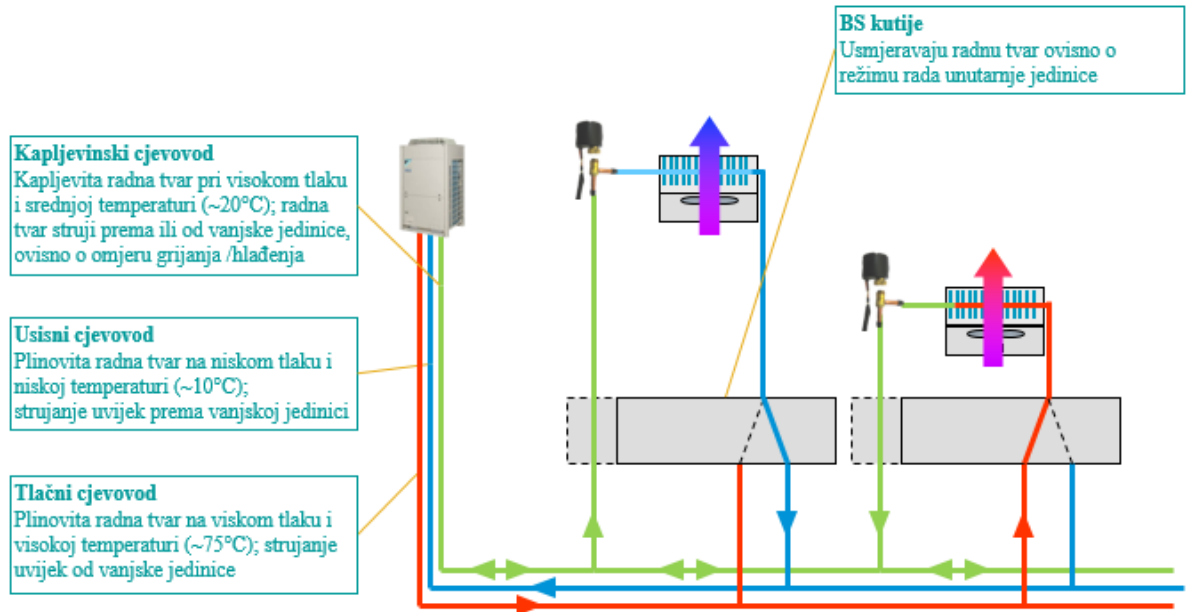 BS kutije
Usmjeravaju radnu tvar ovisno o
režimu rada unutarnje jedinice
Kapljevinski cjevovod
Kapljevita radna tvar pri visokom tlaku
i srednjoj temperaturi (~20°C); radna
tvar struji prema ili od vanjske jedinice,
ovisno o omjeru grijanja /hlađenja
Usisni cjevovod
Plinovita radna tvar na niskom tlaku i
niskoj temperaturi (~10°C);
strujanje uvijek prema vanjskoj jedinici
Tlačni cjevovod
Plinovita radna tvar na viskom tlaku i
visokoj temperaturi (~75°C); strujanje
uvijek od vanjske jedinice